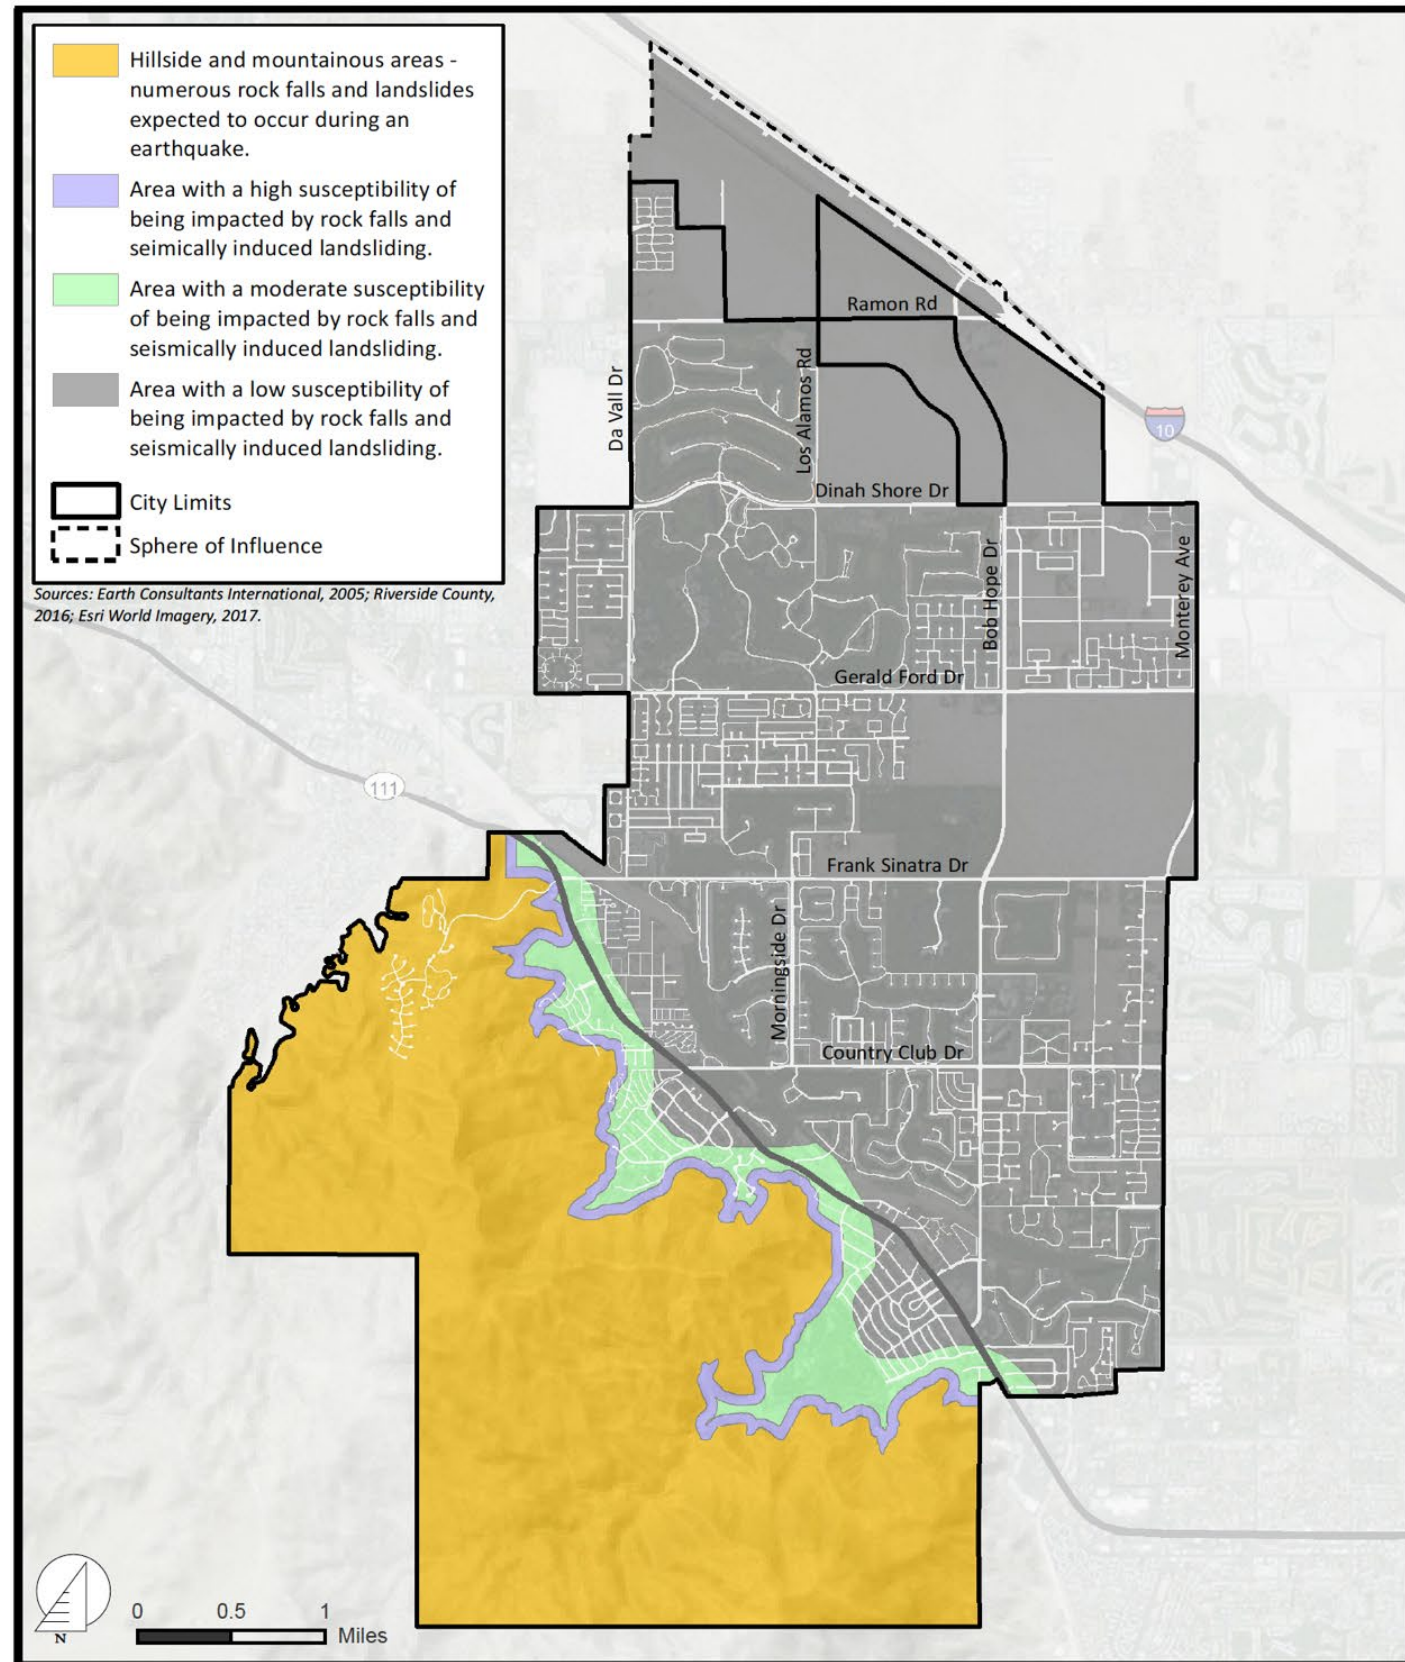 Hillside and mountainous areas -
numerous rock falls and landslides
expected to occur during an
earthquake.
Area with a high susceptibility of
being impacted by rock falls and
seimically induced landsliding.
Area with a moderate susceptibility
of being impacted by rock falls and
seismically induced landsliding.
Area with a low susceptibility of
being impacted by rock falls and
seismically induced landsliding.
City Limits
Sphere of Influence
Sources: Earth Consultants International, 2005; Riverside County,
2016; Esri World Imagery, 2017.
Ramon Rd
Da Vall Dr
Los Alamos Rd
10
Dinah Shore Dr
Bob Hope Dr
Monterey Ave
Gerald Ford Dr
111
Frank Sinatra Dr
Morningside Dr
Country Club Dr
N
0 0.5 1
Miles